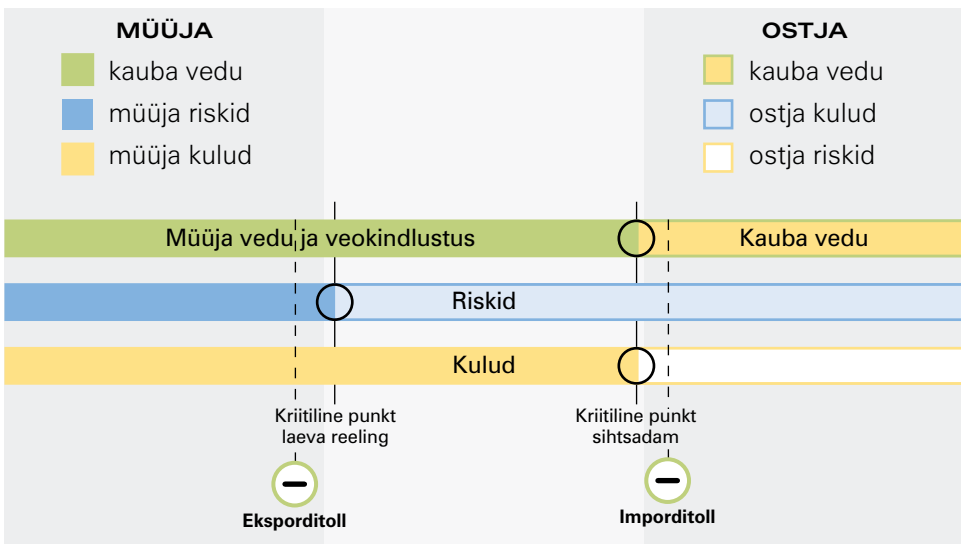 MÜÜJA
kauba vedu
müüja riskid
müüja kulud
OSTJA
kauba vedu
ostja kulud
ostja riskid
Müüja vedu ja veokindlustus
Kauba vedu
Riskid
Kulud
Kriitiline punkt
laeva reeling
Kriitiline punkt
sihtsadam
Eksporditoll
Imporditoll